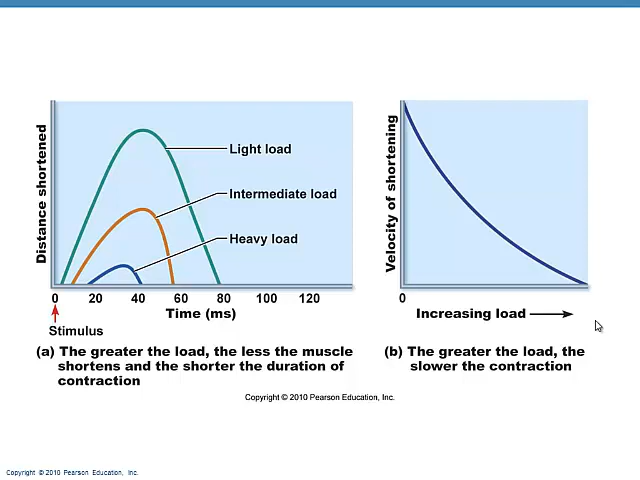 Distance shortened
Light load
Intermediate load
Heavy load
0 20 40 60 80 100 120
Time (ms)
Stimulus
(a) The greater the load, the less the muscle
shortens and the shorter the duration of
contraction
Velocity of shortening
0
Increasing load
(b) The greater the load, the
slower the contraction
Copyright © 2010 Pearson Education, Inc.
Copyright © 2010 Pearson Education, Inc.